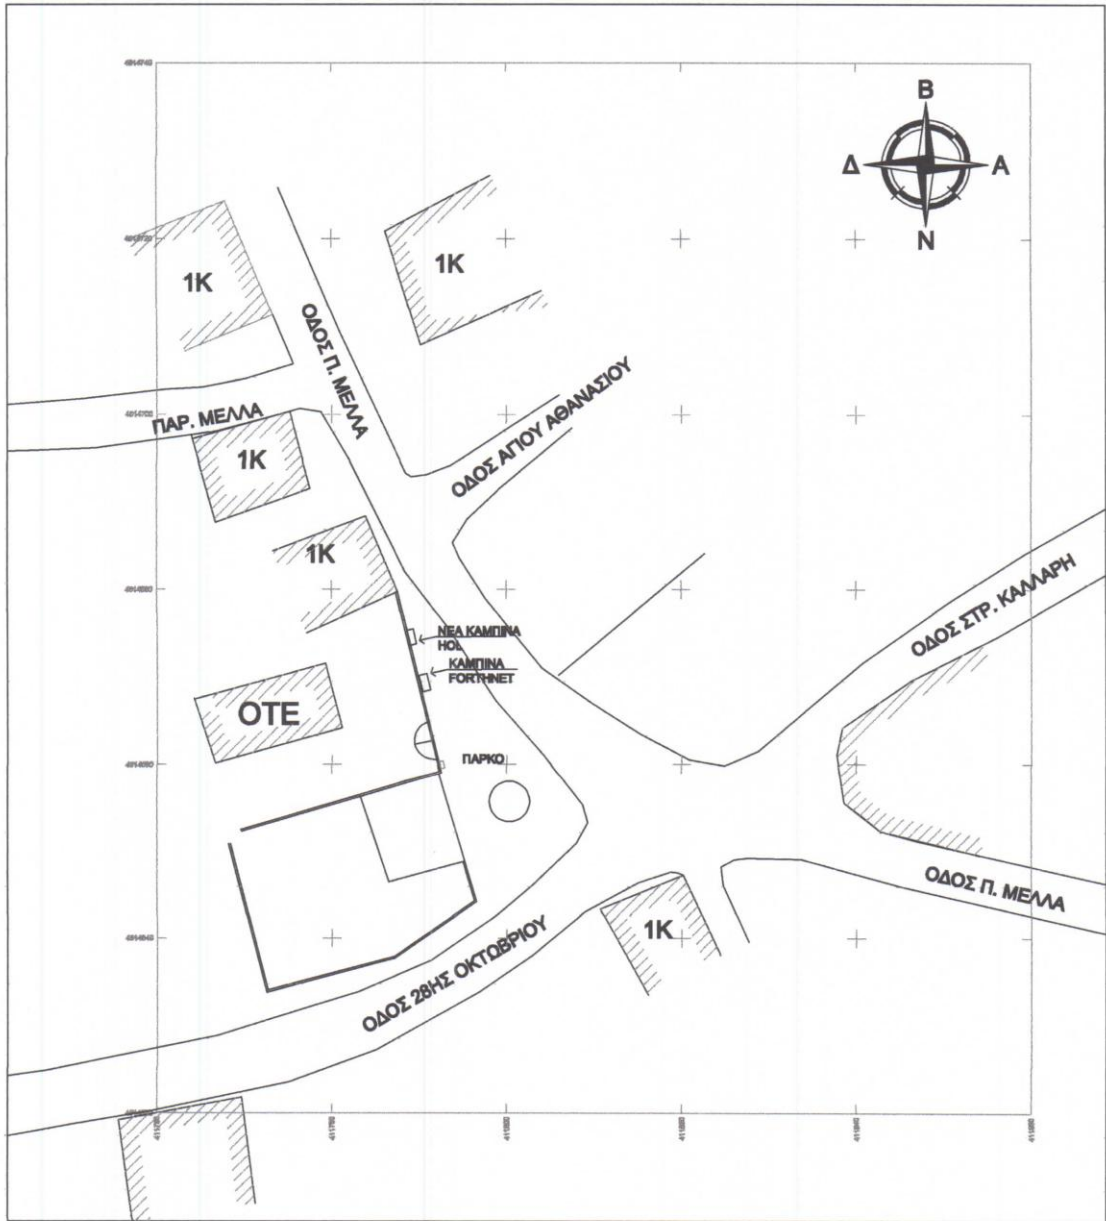 Β
Δ
Α
Ν
1Κ
1Κ
ΟΔΟΣ Π. ΜΕΛΛΑ
ΠΑΡ. ΜΕΛΛΑ
ΟΔΟΣ ΑΓΙΟΥ ΑΘΑΝΑΣΙΟΥ
1Κ
1Κ
ΟΔΟΣ ΣΤΡ. ΚΑΛΛΑΡΗ
ΝΕΑ ΚΑΜΠΙΝΑ
HOL
ΚΑΜΠΙΝΑ
FORTHNET
ΟΤΕ
ΠΑΡΚΟ
ΟΔΟΣ Π. ΜΕΛΛΑ
1Κ
ΟΔΟΣ 28ΗΣ ΟΚΤΩΒΡΙΟΥ